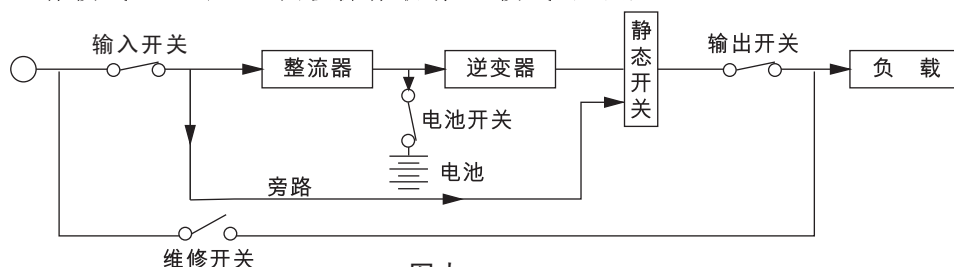 输入开关
整流器
逆变器
静态开关
输出开关
负 载
电池开关
电池
旁路
维修开关